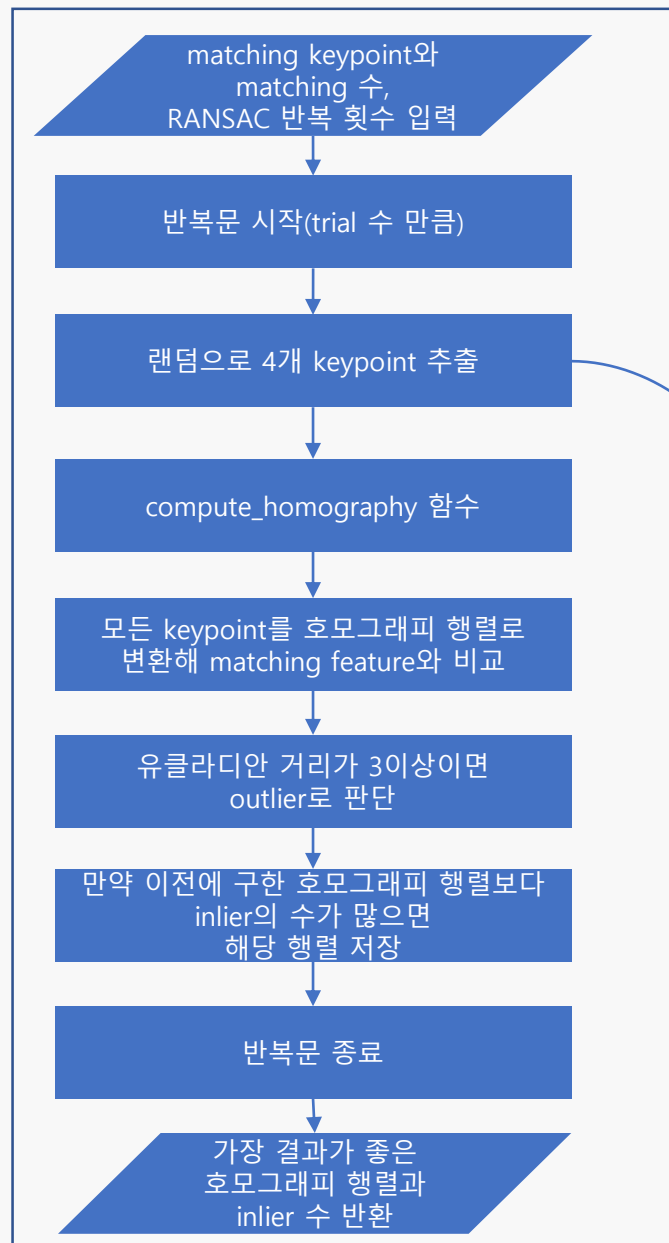 matching keypoint와
matching 수,
RANSAC 반복 횟수 입력
반복문 시작(trial 수 만큼)
랜덤으로 4개 keypoint 추출
compute_homography 함수
모든 keypoint를 호모그래피 행렬로
변환해 matching feature와 비교
유클라디안 거리가 3이상이면
outlier로 판단
만약 이전에 구한 호모그래피 행렬보다
inlier의 수가 많으면
해당 행렬 저장
반복문 종료
가장 결과가 좋은
호모그래피 행렬과
inlier 수 반환